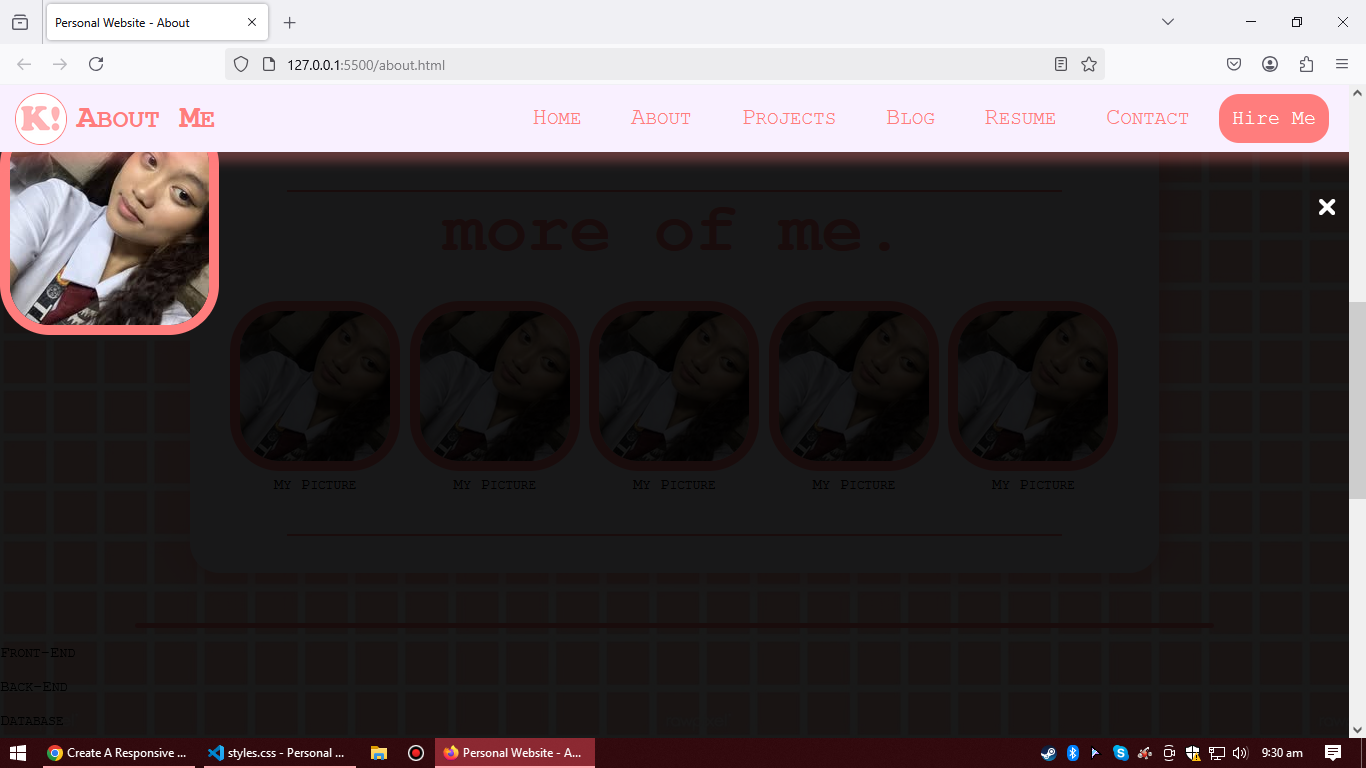 Personal Website - About
127.0.0.1:5500/about.html
K! About Me
Home About Projects Blog Resume Contact Hire Me
more of me.
My Picture My Picture My Picture My Picture My Picture
Front-End
Back-End
Database
Create A Responsive ... styles.css - Personal ... Personal Website - A... 9:30 am